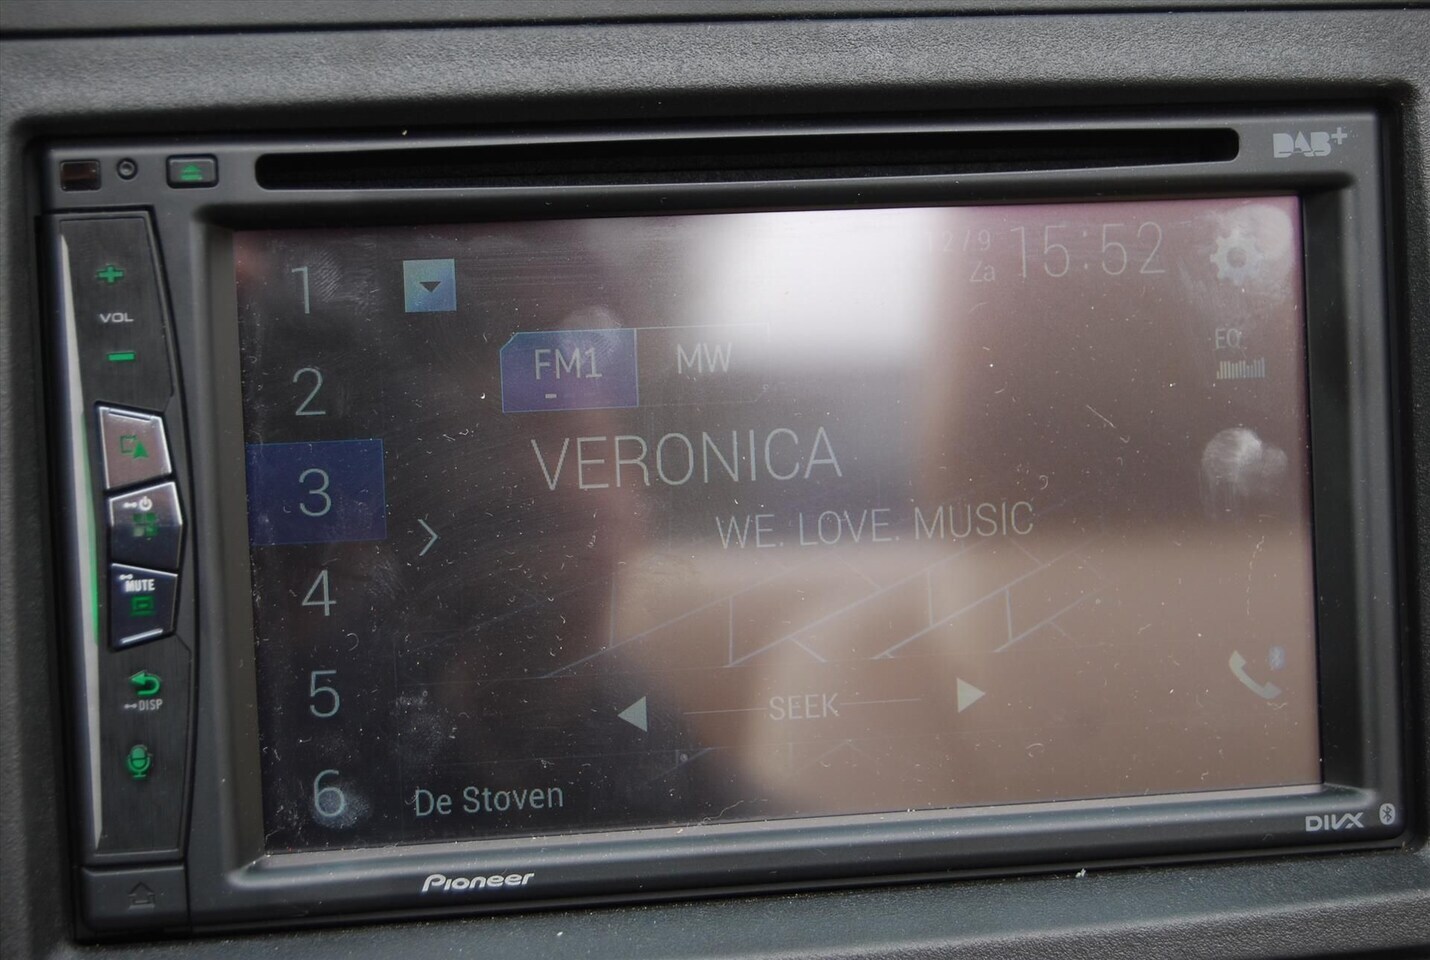 DAB+
VOL
MUTE
DISP
1
2
3
4
5
6
12/9
Za
15:52
EQ
FM1
MW
VERONICA
WE. LOVE. MUSIC
SEEK
De Stoven
Pioneer
DIVX